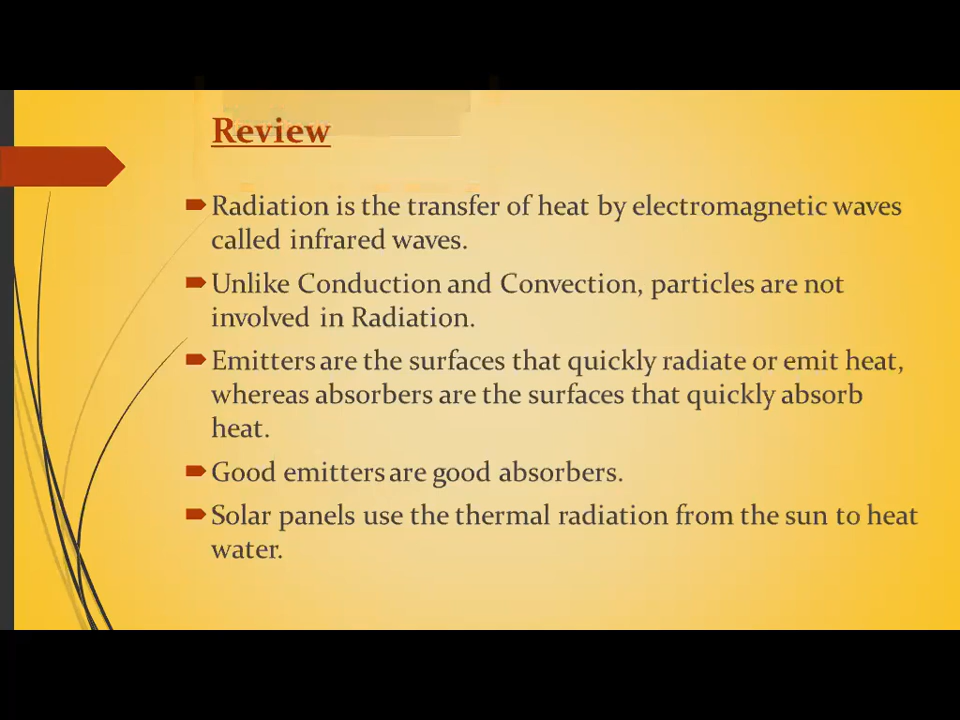 Review
Radiation is the transfer of heat by electromagnetic waves
called infrared waves.
Unlike Conduction and Convection, particles are not
involved in Radiation.
Emitters are the surfaces that quickly radiate or emit heat,
whereas absorbers are the surfaces that quickly absorb
heat.
Good emitters are good absorbers.
Solar panels use the thermal radiation from the sun to heat
water.